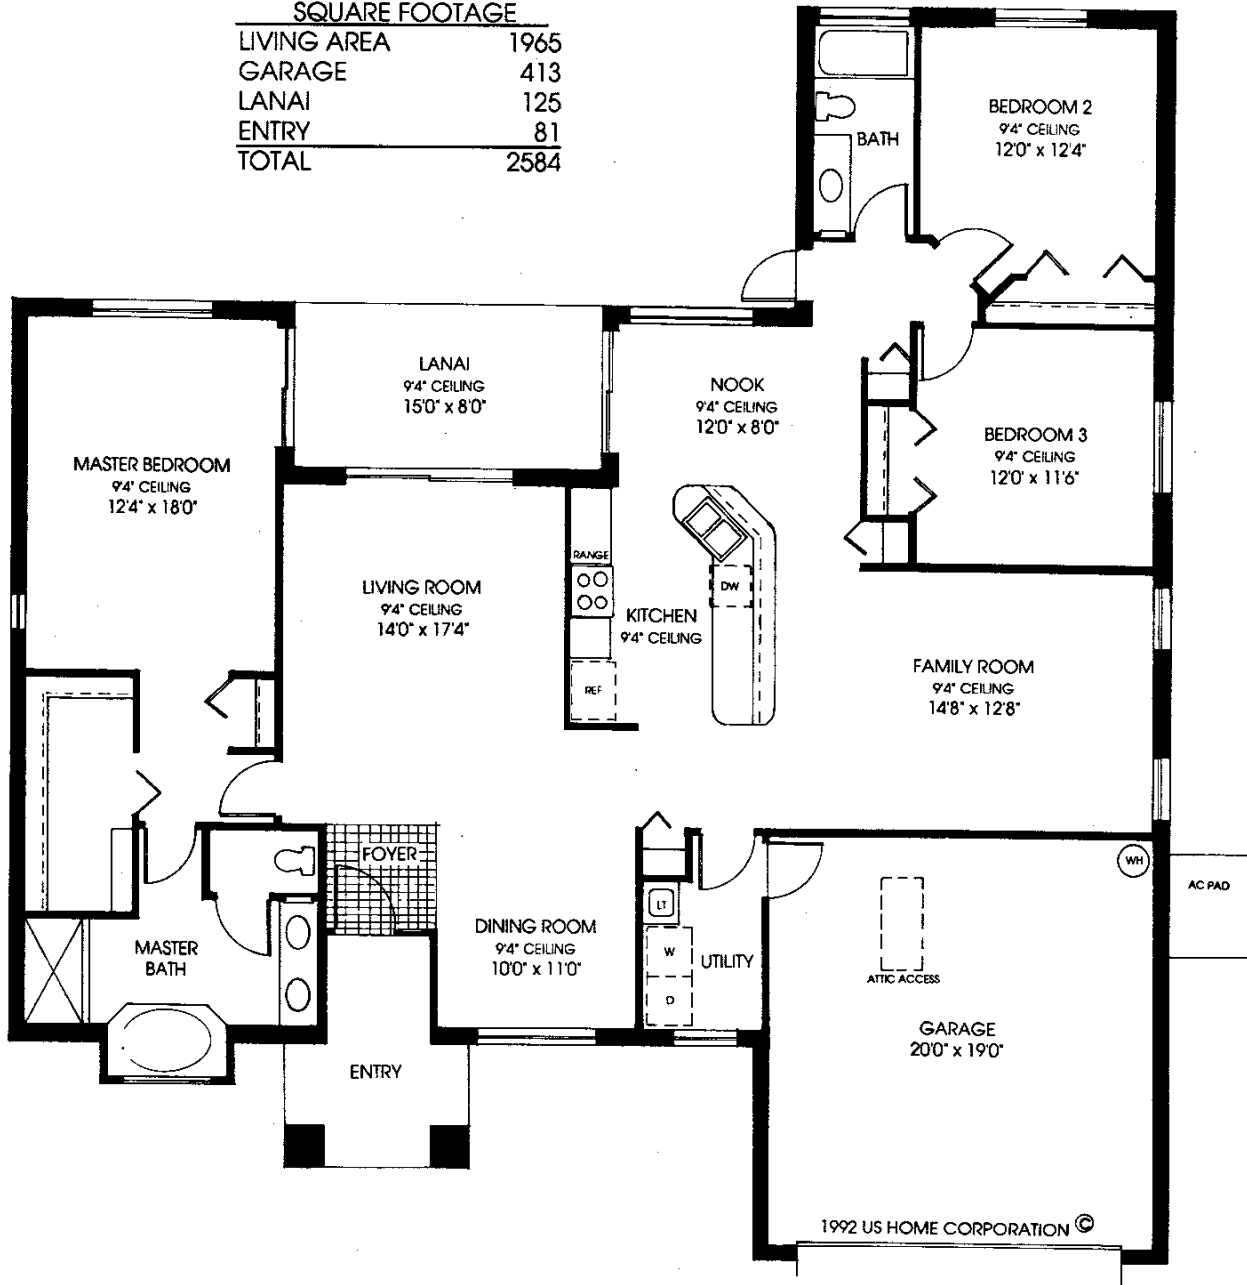 SQUARE FOOTAGE
LIVING AREA 1965
GARAGE 413
LANAI 125
ENTRY 81
TOTAL 2584
BEDROOM 2
9'4" CEILING
12'0" x 12'4"
BATH
LANAI
9'4" CEILING
15'0" x 8'0"
NOOK
9'4" CEILING
12'0" x 8'0"
MASTER BEDROOM
9'4" CEILING
12'4" x 18'0"
BEDROOM 3
9'4" CEILING
12'0' x 11'6"
RANGE
LIVING ROOM
9'4" CEILING
14'0" x 17'4"
DW
KITCHEN
9'4" CEILING
REF
FAMILY ROOM
9'4" CEILING
14'8" x 12'8"
FOYER
WH
AC PAD
LT
DINING ROOM
9'4" CEILING
10'0" x 11'0"
MASTER
BATH
W
UTILITY
D
ATTIC ACCESS
GARAGE
20'0" x 19'0"
ENTRY
1992 US HOME CORPORATION ©